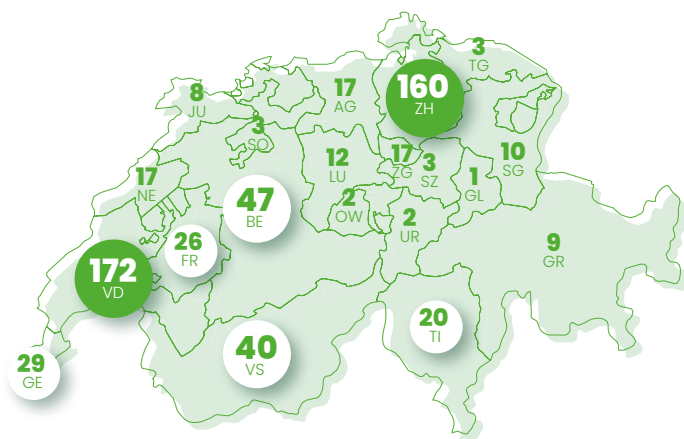 3
TG
160
ZH
17
AG
8
JU
3
SO
17
ZG
3
SZ
10
SG
12
LU
1
GL
17
NE
47
BE
2
OW
2
UR
26
FR
9
GR
172
VD
20
TI
40
VS
29
GE